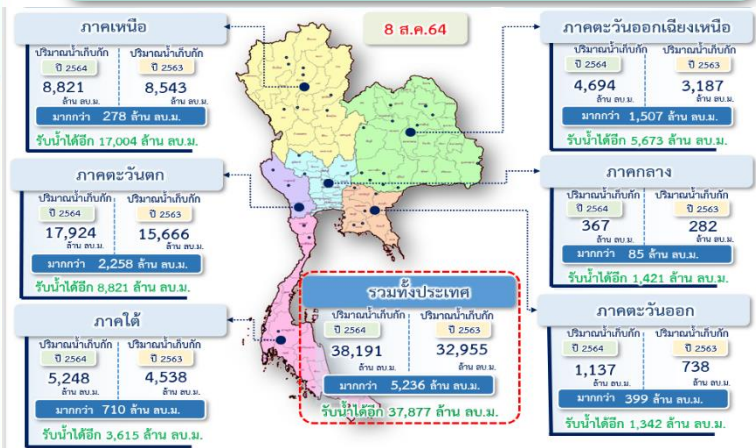 8 ส.ค.64
ภาคเหนือ
ปริมาณน้ำเก็บกัก ปริมาณน้ำเก็บกัก
ปี 2564 ปี 2563
8,821 8,543
ล้าน ลบ.ม. ล้าน ลบ.ม.
มากกว่า 278 ล้าน ลบ.ม.
รับน้ำได้อีก 17,004 ล้าน ลบ.ม.
ภาคตะวันออกเฉียงเหนือ
ปริมาณน้ำเก็บกัก ปริมาณน้ำเก็บกัก
ปี 2564 ปี 2563
4,694 3,187
ล้าน ลบ.ม. ล้าน ลบ.ม.
มากกว่า 1,507 ล้าน ลบ.ม.
รับน้ำได้อีก 5,673 ล้าน ลบ.ม.
ภาคตะวันตก
ปริมาณน้ำเก็บกัก ปริมาณน้ำเก็บกัก
ปี 2564 ปี 2563
17,924 15,666
ล้าน ลบ.ม. ล้าน ลบ.ม.
มากกว่า 2,258 ล้าน ลบ.ม.
รับน้ำได้อีก 8,821 ล้าน ลบ.ม.
ภาคกลาง
ปริมาณน้ำเก็บกัก ปริมาณน้ำเก็บกัก
ปี 2564 ปี 2563
367 282
ล้าน ลบ.ม. ล้าน ลบ.ม.
มากกว่า 85 ล้าน ลบ.ม.
รับน้ำได้อีก 1,421 ล้าน ลบ.ม.
ภาคใต้
ปริมาณน้ำเก็บกัก ปริมาณน้ำเก็บกัก
ปี 2564 ปี 2563
5,248 4,538
ล้าน ลบ.ม. ล้าน ลบ.ม.
มากกว่า 710 ล้าน ลบ.ม.
รับน้ำได้อีก 3,615 ล้าน ลบ.ม.
รวมทั้งประเทศ
ปริมาณน้ำเก็บกัก ปริมาณน้ำเก็บกัก
ปี 2564 ปี 2563
38,191 32,955
ล้าน ลบ.ม. ล้าน ลบ.ม.
มากกว่า 5,236 ล้าน ลบ.ม.
รับน้ำได้อีก 37,877 ล้าน ลบ.ม.
ภาคตะวันออก
ปริมาณน้ำเก็บกัก ปริมาณน้ำเก็บกัก
ปี 2564 ปี 2563
1,137 738
ล้าน ลบ.ม. ล้าน ลบ.ม.
มากกว่า 399 ล้าน ลบ.ม.
รับน้ำได้อีก 1,342 ล้าน ลบ.ม.